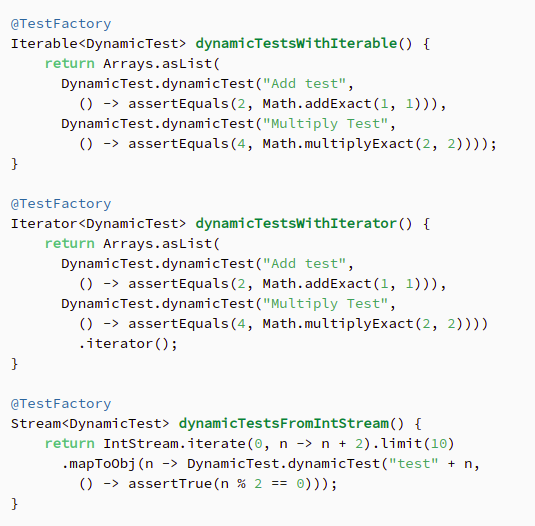 @TestFactory
Iterable<DynamicTest> dynamicTestsWithIterable() {
    return Arrays.asList(
      DynamicTest.dynamicTest("Add test",
        () -> assertEquals(2, Math.addExact(1, 1))),
      DynamicTest.dynamicTest("Multiply Test",
        () -> assertEquals(4, Math.multiplyExact(2, 2))));
}

@TestFactory
Iterator<DynamicTest> dynamicTestsWithIterator() {
    return Arrays.asList(
      DynamicTest.dynamicTest("Add test",
        () -> assertEquals(2, Math.addExact(1, 1))),
      DynamicTest.dynamicTest("Multiply Test",
        () -> assertEquals(4, Math.multiplyExact(2, 2))))
        .iterator();
}

@TestFactory
Stream<DynamicTest> dynamicTestsFromIntStream() {
    return IntStream.iterate(0, n -> n + 2).limit(10)
      .mapToObj(n -> DynamicTest.dynamicTest("test" + n,
        () -> assertTrue(n % 2 == 0)));
}